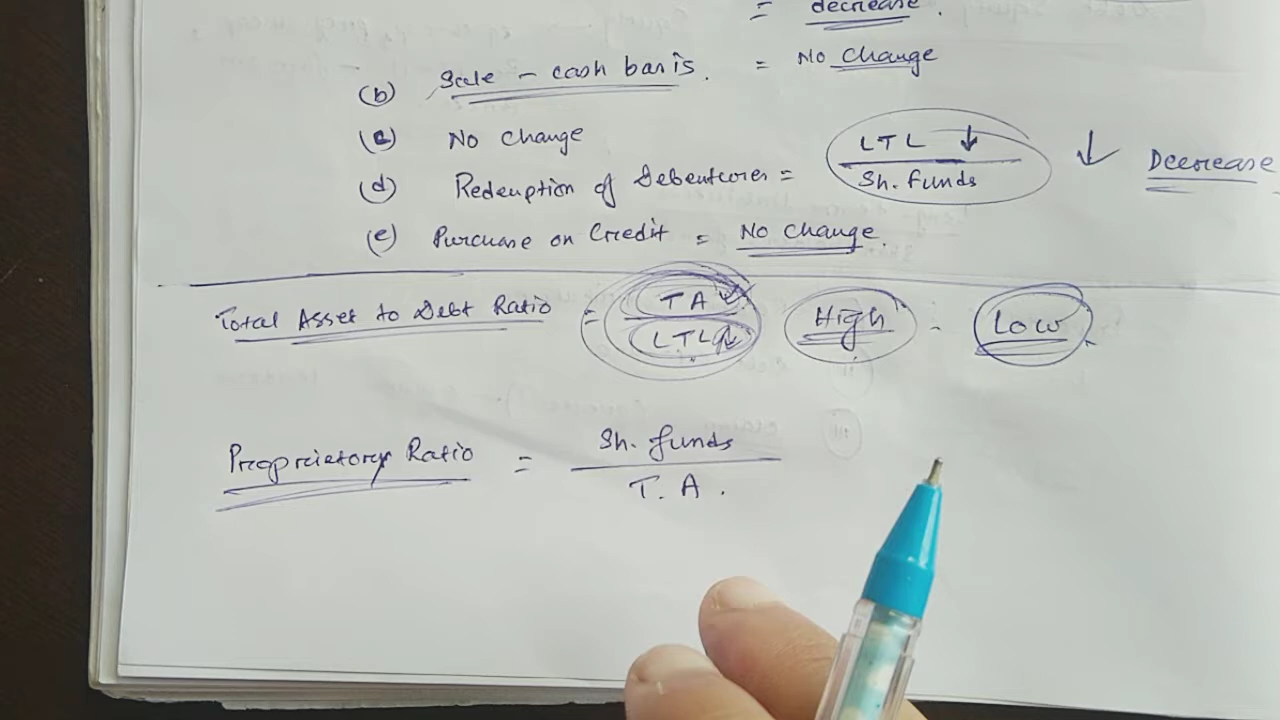 = decrease.
(b) Sale - cash basis. = No change
(c) No change
(d) Redemption of Debentures = LTL ↓ / Sh. funds ↓ Decrease
(e) Purchase on Credit = No change.
Total Asset to Debt Ratio = TA / LTL High - Low
Proprietory Ratio = Sh. funds / T.A.